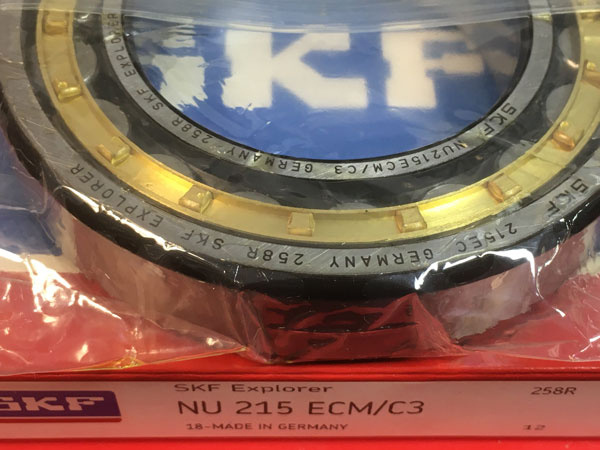 SKF
SKF NU215ECM/C3 GERMANY 258R SKF EXPLORER
SKF 215EC GERMANY 258R SKF EXPLORER
SKF
SKF Explorer
NU 215 ECM/C3
18-MADE IN GERMANY
258R
12